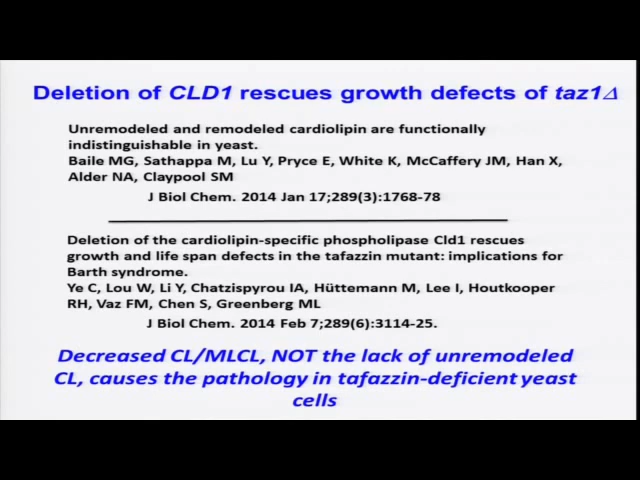 Deletion of CLD1 rescues growth defects of taz1Δ
Unremodeled and remodeled cardiolipin are functionally
indistinguishable in yeast.
Baile MG, Sathappa M, Lu Y, Pryce E, White K, McCaffery JM, Han X,
Alder NA, Claypool SM
J Biol Chem. 2014 Jan 17;289(3):1768-78
Deletion of the cardiolipin-specific phospholipase Cld1 rescues
growth and life span defects in the tafazzin mutant: implications for
Barth syndrome.
Ye C, Lou W, Li Y, Chatzispyrou IA, Hüttemann M, Lee I, Houtkooper
RH, Vaz FM, Chen S, Greenberg ML
J Biol Chem. 2014 Feb 7;289(6):3114-25.
Decreased CL/MLCL, NOT the lack of unremodeled
CL, causes the pathology in tafazzin-deficient yeast
cells